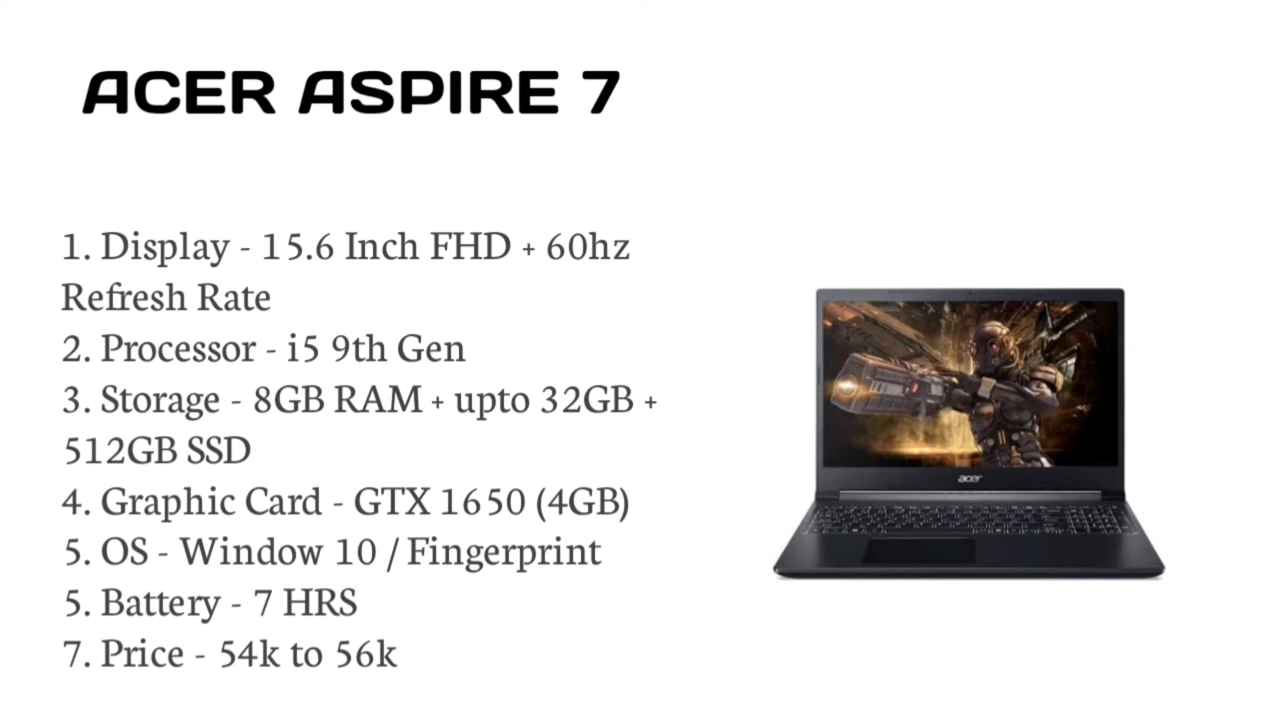 ACER ASPIRE 7
1. Display - 15.6 Inch FHD + 60hz
Refresh Rate
2. Processor - i5 9th Gen
3. Storage - 8GB RAM + upto 32GB +
512GB SSD
4. Graphic Card - GTX 1650 (4GB)
5. OS - Window 10 / Fingerprint
5. Battery - 7 HRS
7. Price - 54k to 56k
acer